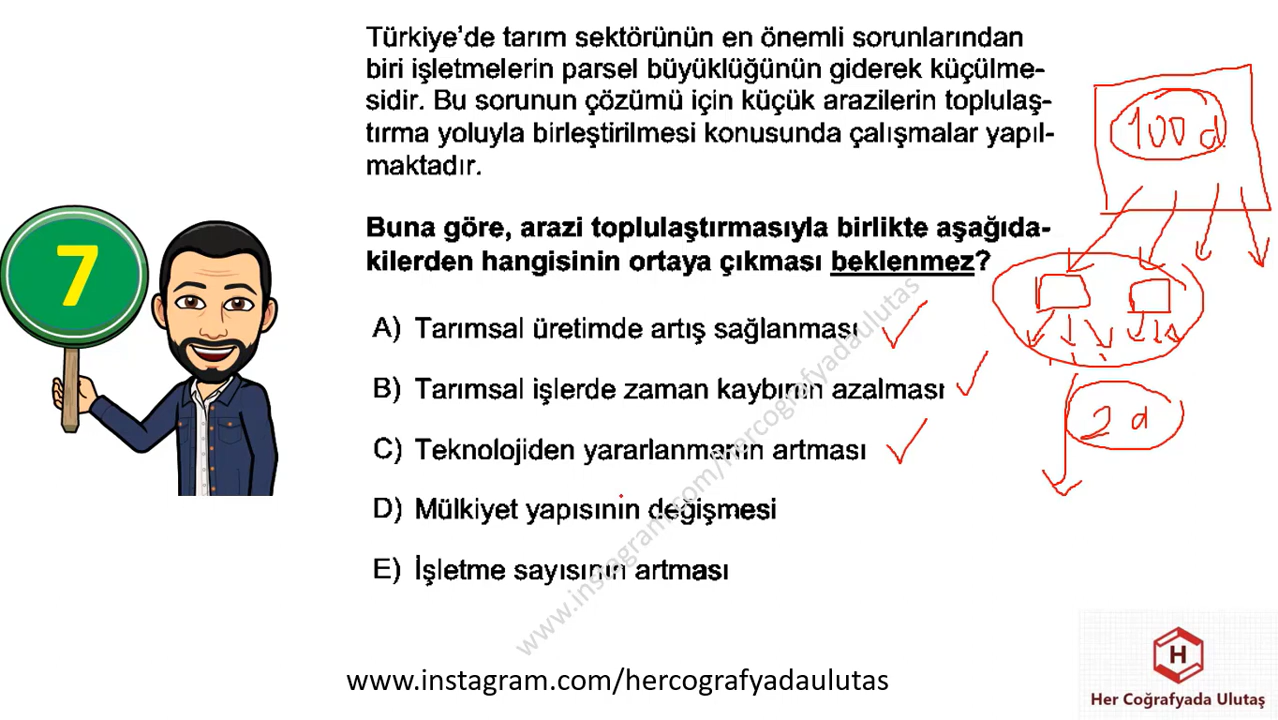 Türkiye'de tarım sektörünün en önemli sorunlarından
biri işletmelerin parsel büyüklüğünün giderek küçülme-
sidir. Bu sorunun çözümü için küçük arazilerin toplulaş-
tırma yoluyla birleştirilmesi konusunda çalışmalar yapıl-
maktadır.
100 d
Buna göre, arazi toplulaştırmasıyla birlikte aşağıda-
kilerden hangisinin ortaya çıkması beklenmez?
7
A) Tarımsal üretimde artış sağlanması
B) Tarımsal işlerde zaman kaybının azalması
2 d
C) Teknolojiden yararlanmanın artması
D) Mülkiyet yapısının değişmesi
E) İşletme sayısının artması
www.instagram.com/hercografyadaulutas
www.instagram.com/hercografyadaulutas
H
Her Coğrafyada Ulutaş